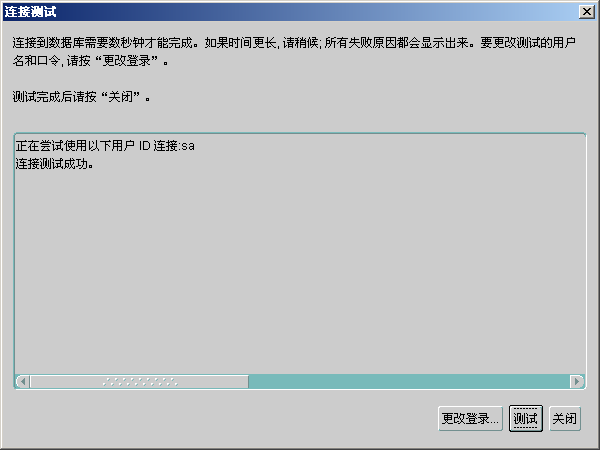 连接测试
连接到数据库需要数秒钟才能完成。如果时间更长, 请稍候; 所有失败原因都会显示出来。要更改测试的用户
名和口令, 请按“更改登录”。
测试完成后请按“关闭”。
正在尝试使用以下用户 ID 连接:sa
连接测试成功。
更改登录... 测试 关闭